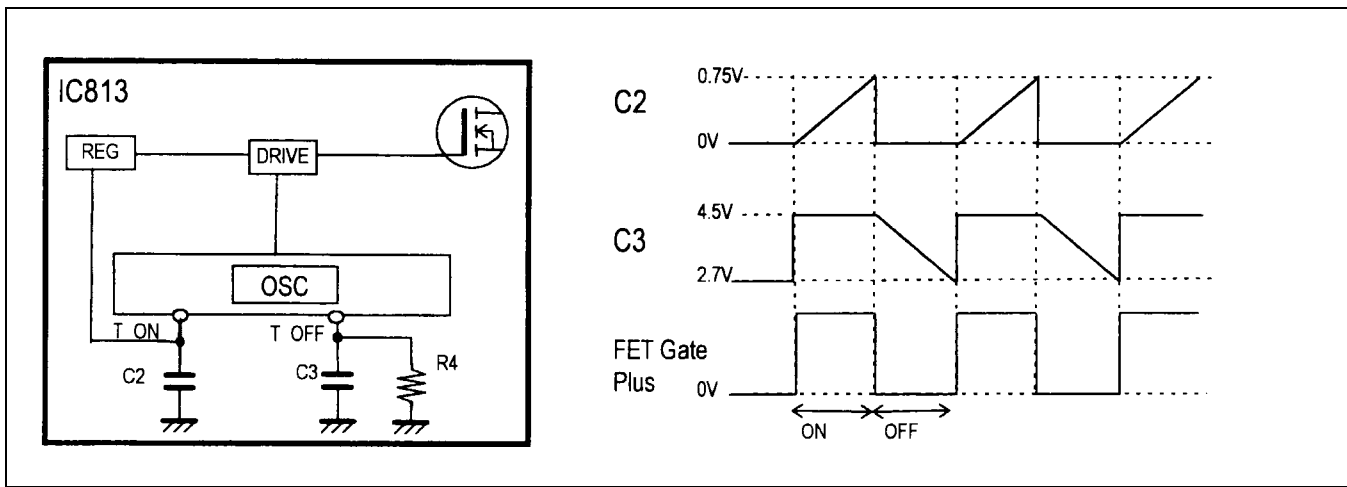 IC813
REG
DRIVE
OSC
T ON
T OFF
C2
C3
R4
C2
0.75V
0V
C3
4.5V
2.7V
FET Gate
Plus
0V
ON
OFF